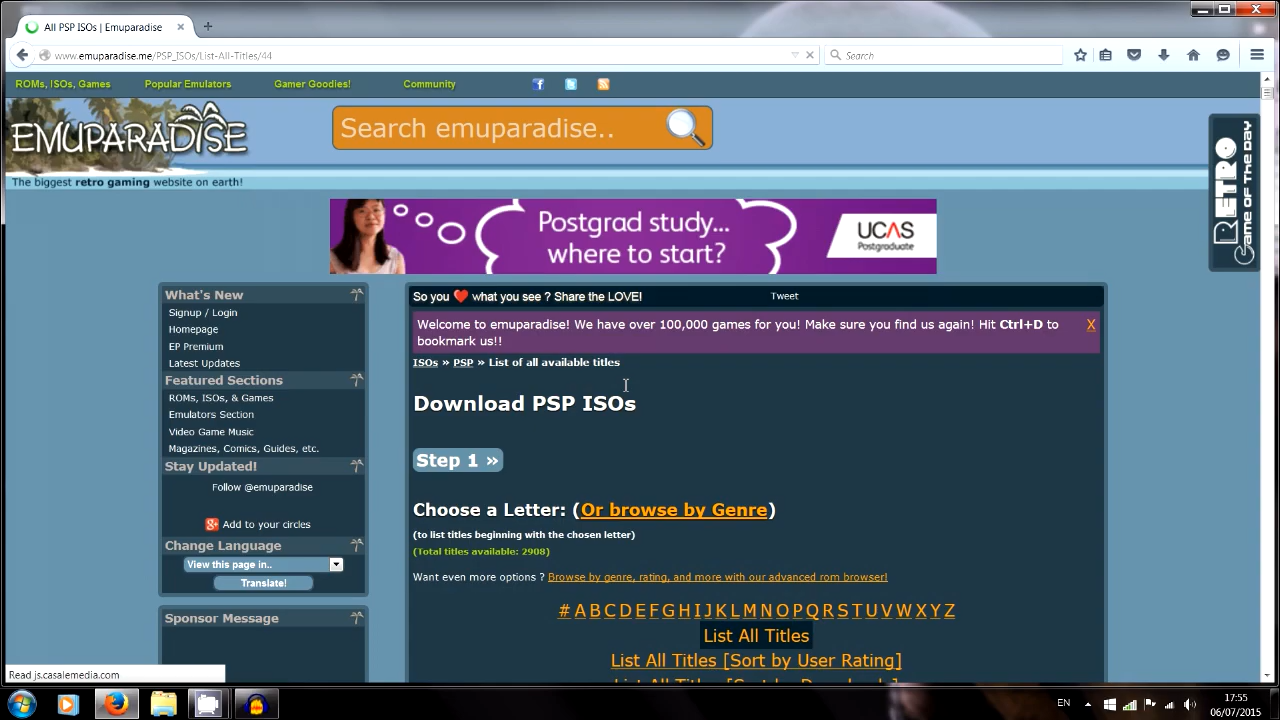 All PSP ISOs | Emuparadise
www.emuparadise.me/PSP_ISOs/List-All-Titles/44
Search
ROMs, ISOs, Games
Popular Emulators
Gamer Goodies!
Community
EMUPARADISE
Search emuparadise..
The biggest retro gaming website on earth!
RETRO
Game OF THE DAY
Postgrad study...
where to start?
UCAS
Postgraduate
What's New
Signup / Login
Homepage
EP Premium
Latest Updates
Featured Sections
ROMs, ISOs, & Games
Emulators Section
Video Game Music
Magazines, Comics, Guides, etc.
Stay Updated!
Follow @emuparadise
Add to your circles
Change Language
View this page in..
Translate!
Sponsor Message
So you ❤ what you see ? Share the LOVE!
Tweet
Welcome to emuparadise! We have over 100,000 games for you! Make sure you find us again! Hit Ctrl+D to
bookmark us!!
X
ISOs » PSP » List of all available titles
Download PSP ISOs
Step 1 »
Choose a Letter: (Or browse by Genre)
(to list titles beginning with the chosen letter)
(Total titles available: 2908)
Want even more options ? Browse by genre, rating, and more with our advanced rom browser!
# A B C D E F G H I J K L M N O P Q R S T U V W X Y Z
List All Titles
List All Titles [Sort by User Rating]
List All Titles [Sort by Downloads]
Read js.casalemedia.com
EN
17:55
06/07/2015